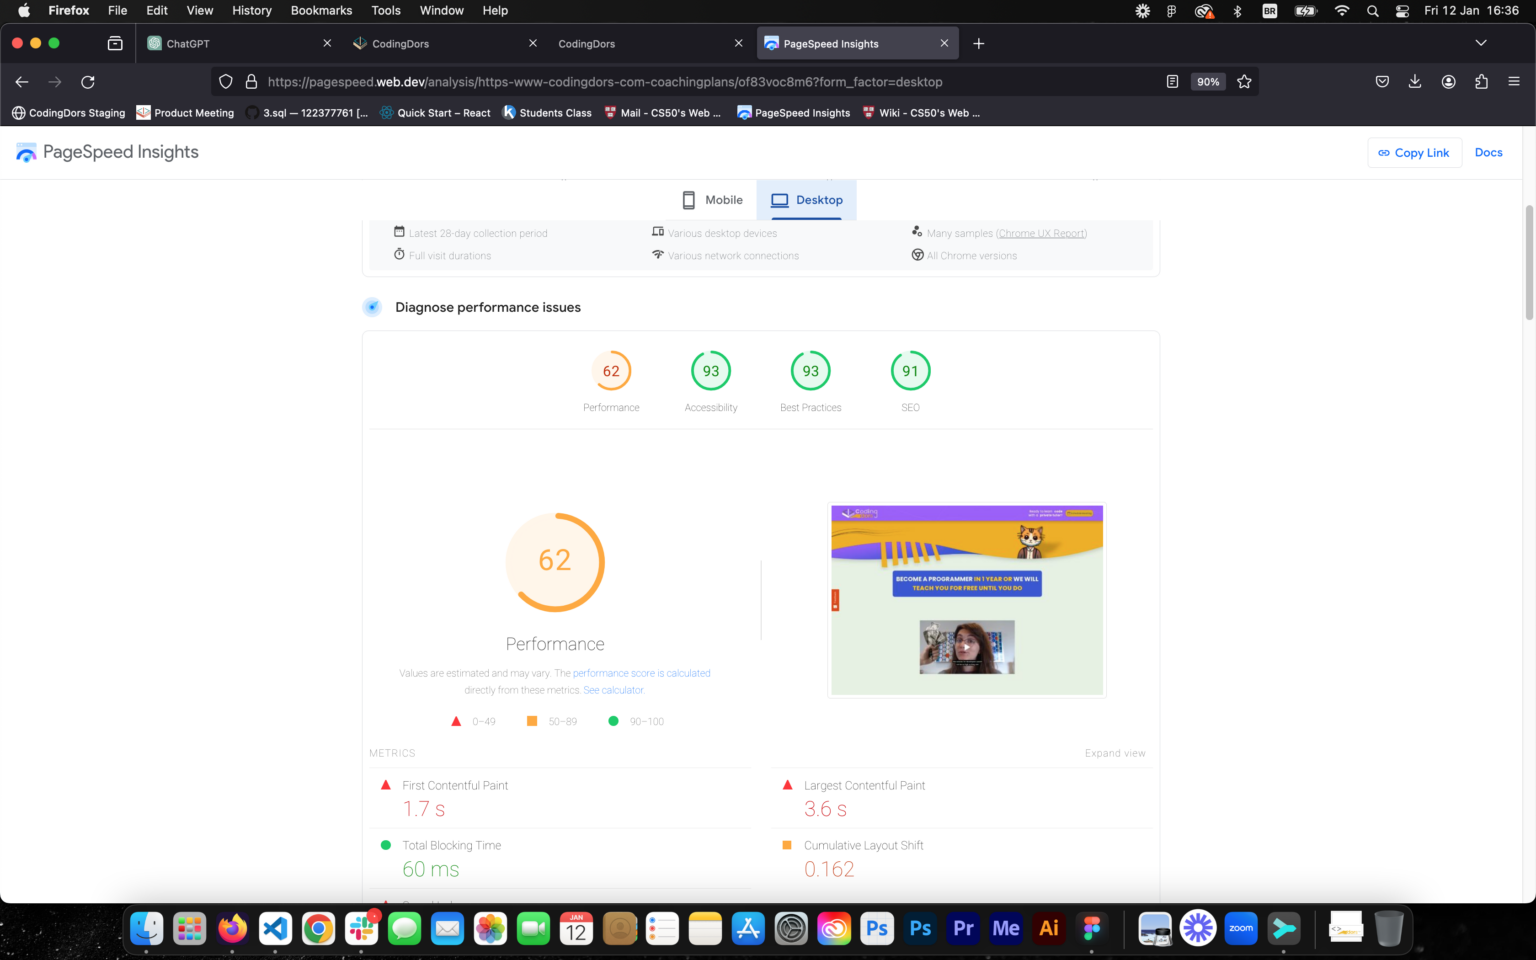 Firefox File Edit View History Bookmarks Tools Window Help
BR
Fri 12 Jan 16:36
ChatGPT
CodingDors
CodingDors
PageSpeed Insights
https://pagespeed.web.dev/analysis/https-www-codingdors-com-coachingplans/of83voc8m6?form_factor=desktop
90%
CodingDors Staging
Product Meeting
3.sql — 122377761 [...
Quick Start – React
Students Class
Mail - CS50's Web ...
PageSpeed Insights
Wiki - CS50's Web ...
PageSpeed Insights
Copy Link
Docs
Mobile
Desktop
Latest 28-day collection period
Various desktop devices
Many samples (Chrome UX Report)
Full visit durations
Various network connections
All Chrome versions
Diagnose performance issues
62
93
93
91
Performance
Accessibility
Best Practices
SEO
62
Performance
Values are estimated and may vary. The performance score is calculated
directly from these metrics. See calculator.
0–49
50–89
90–100
BECOME A PROGRAMMER IN 1 YEAR OR WE WILL
TEACH YOU FOR FREE UNTIL YOU DO
METRICS
Expand view
First Contentful Paint
1.7 s
Largest Contentful Paint
3.6 s
Total Blocking Time
60 ms
Cumulative Layout Shift
0.162
JAN
12
Ps
Ps
Pr
Me
Ai
zoom